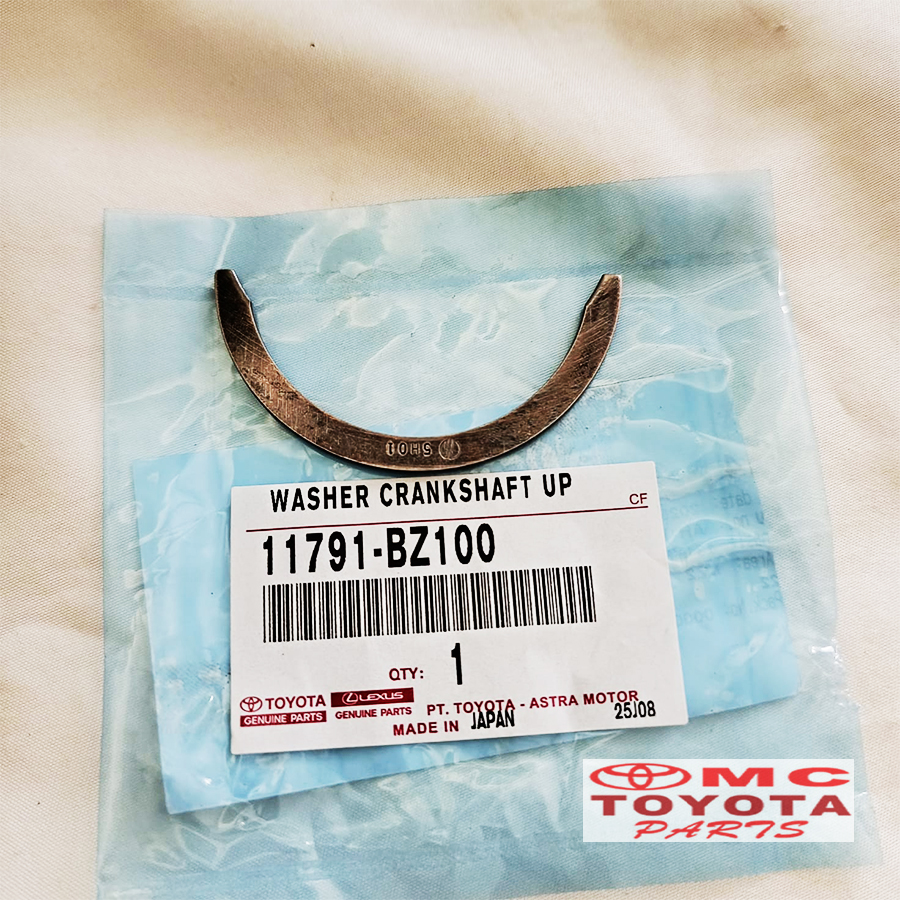 5H01
WASHER CRANKSHAFT UP
CF
11791-BZ100
QTY: 1
TOYOTA
GENUINE PARTS
LEXUS
GENUINE PARTS
PT. TOYOTA - ASTRA MOTOR
MADE IN JAPAN
25J08
MC
TOYOTA
PARTS